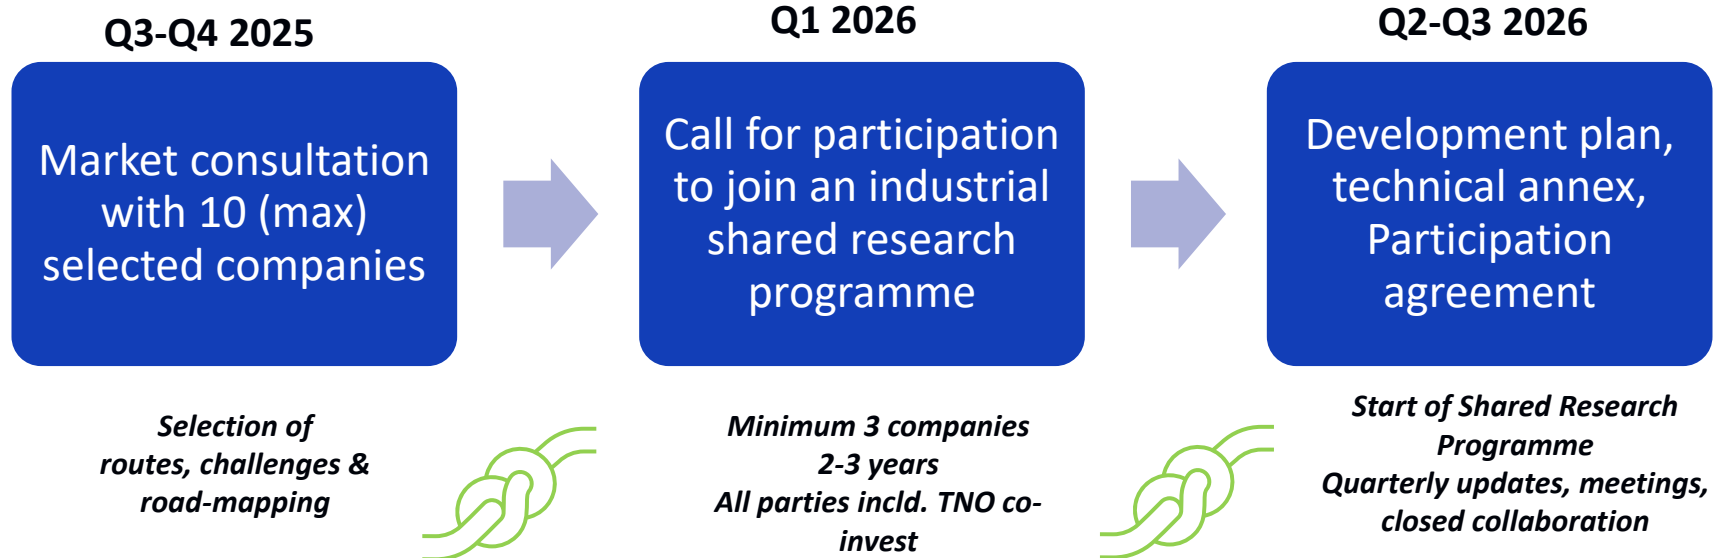 Q3-Q4 2025
Market consultation
with 10 (max)
selected companies
Selection of
routes, challenges &
road-mapping
Q1 2026
Call for participation
to join an industrial
shared research
programme
Minimum 3 companies
2-3 years
All parties incld. TNO co-
invest
Q2-Q3 2026
Development plan,
technical annex,
Participation
agreement
Start of Shared Research
Programme
Quarterly updates, meetings,
closed collaboration